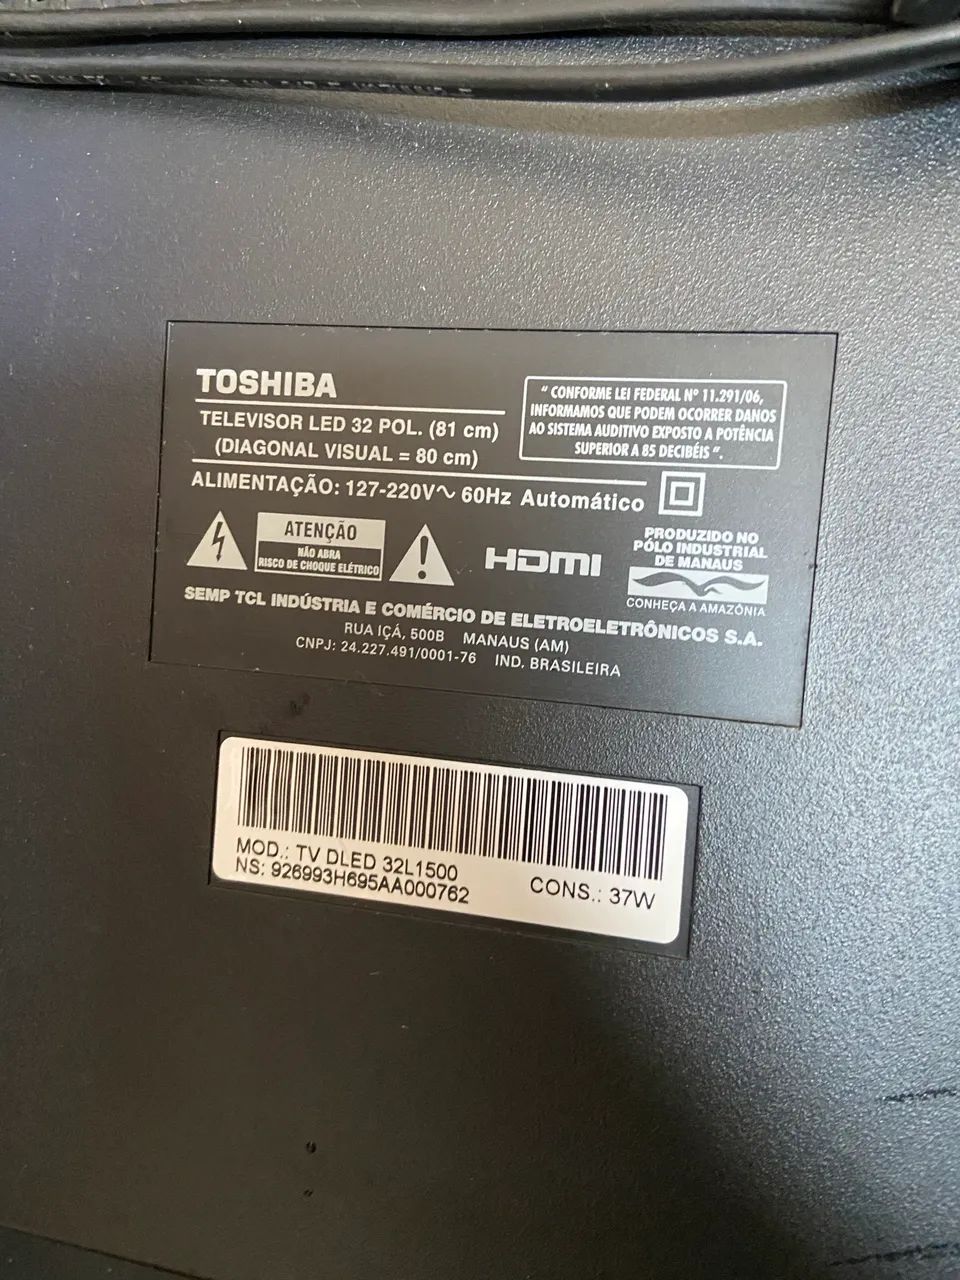 TOSHIBA
TELEVISOR LED 32 POL. (81 cm)
(DIAGONAL VISUAL = 80 cm)
" CONFORME LEI FEDERAL Nº 11.291/06,
INFORMAMOS QUE PODEM OCORRER DANOS
AO SISTEMA AUDITIVO EXPOSTO A POTÊNCIA
SUPERIOR A 85 DECIBÉIS ".
ALIMENTAÇÃO: 127-220V~ 60Hz Automático
ATENÇÃO
NÃO ABRA
RISCO DE CHOQUE ELÉTRICO
HDMI
PRODUZIDO NO
PÓLO INDUSTRIAL
DE MANAUS
CONHEÇA A AMAZÔNIA
SEMP TCL INDÚSTRIA E COMÉRCIO DE ELETROELETRÔNICOS S.A.
RUA IÇÁ, 500B MANAUS (AM)
CNPJ: 24.227.491/0001-76 IND. BRASILEIRA
MOD.: TV DLED 32L1500
NS: 926993H695AA000762
CONS.: 37W